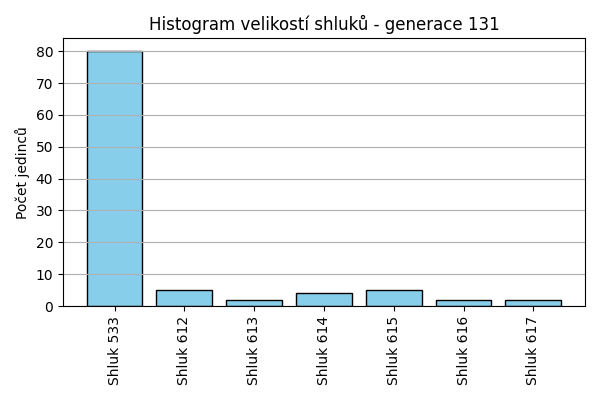 Histogram velikostí shluků - generace 131
Počet jedinců
80
70
60
50
40
30
20
10
0
Shluk 533
Shluk 612
Shluk 613
Shluk 614
Shluk 615
Shluk 616
Shluk 617